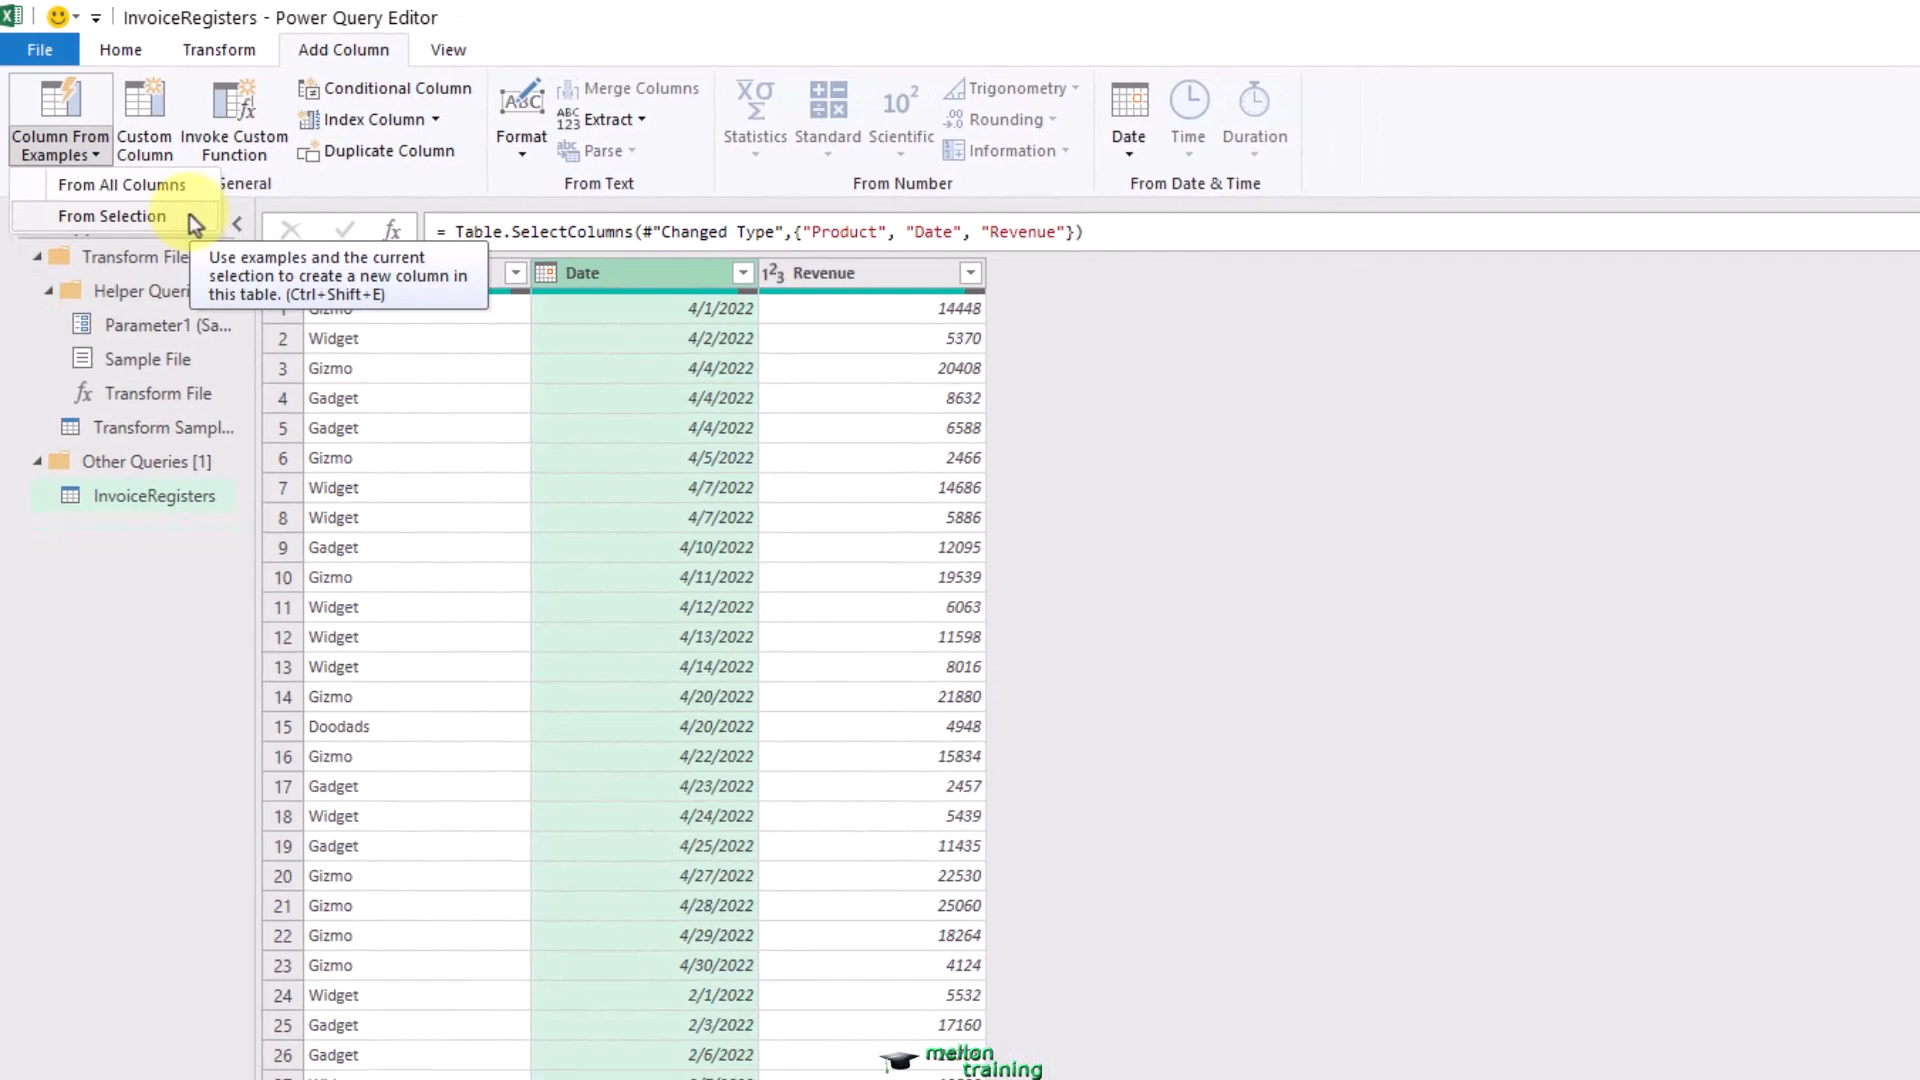 InvoiceRegisters - Power Query Editor
File Home Transform Add Column View
Column From Examples
Custom Column
Invoke Custom Function
Conditional Column
Index Column
Duplicate Column
General
Format
Merge Columns
Extract
Parse
From Text
Statistics
Standard
Scientific
Trigonometry
Rounding
Information
From Number
Date
Time
Duration
From Date & Time
From All Columns
From Selection
Use examples and the current
selection to create a new column in
this table. (Ctrl+Shift+E)
= Table.SelectColumns(#"Changed Type",{"Product", "Date", "Revenue"})
Transform File
Helper Queri
Parameter1 (Sa...
Sample File
Transform File
Transform Sampl...
Other Queries [1]
InvoiceRegisters
Date 1²3 Revenue
1 Gizmo 4/1/2022 14448
2 Widget 4/2/2022 5370
3 Gizmo 4/4/2022 20408
4 Gadget 4/4/2022 8632
5 Gadget 4/4/2022 6588
6 Gizmo 4/5/2022 2466
7 Widget 4/7/2022 14686
8 Widget 4/7/2022 5886
9 Gadget 4/10/2022 12095
10 Gizmo 4/11/2022 19539
11 Widget 4/12/2022 6063
12 Widget 4/13/2022 11598
13 Widget 4/14/2022 8016
14 Gizmo 4/20/2022 21880
15 Doodads 4/20/2022 4948
16 Gizmo 4/22/2022 15834
17 Gadget 4/23/2022 2457
18 Widget 4/24/2022 5439
19 Gadget 4/25/2022 11435
20 Gizmo 4/27/2022 22530
21 Gizmo 4/28/2022 25060
22 Gizmo 4/29/2022 18264
23 Gizmo 4/30/2022 4124
24 Widget 2/1/2022 5532
25 Gadget 2/3/2022 17160
26 Gadget 2/6/2022
mellon
training